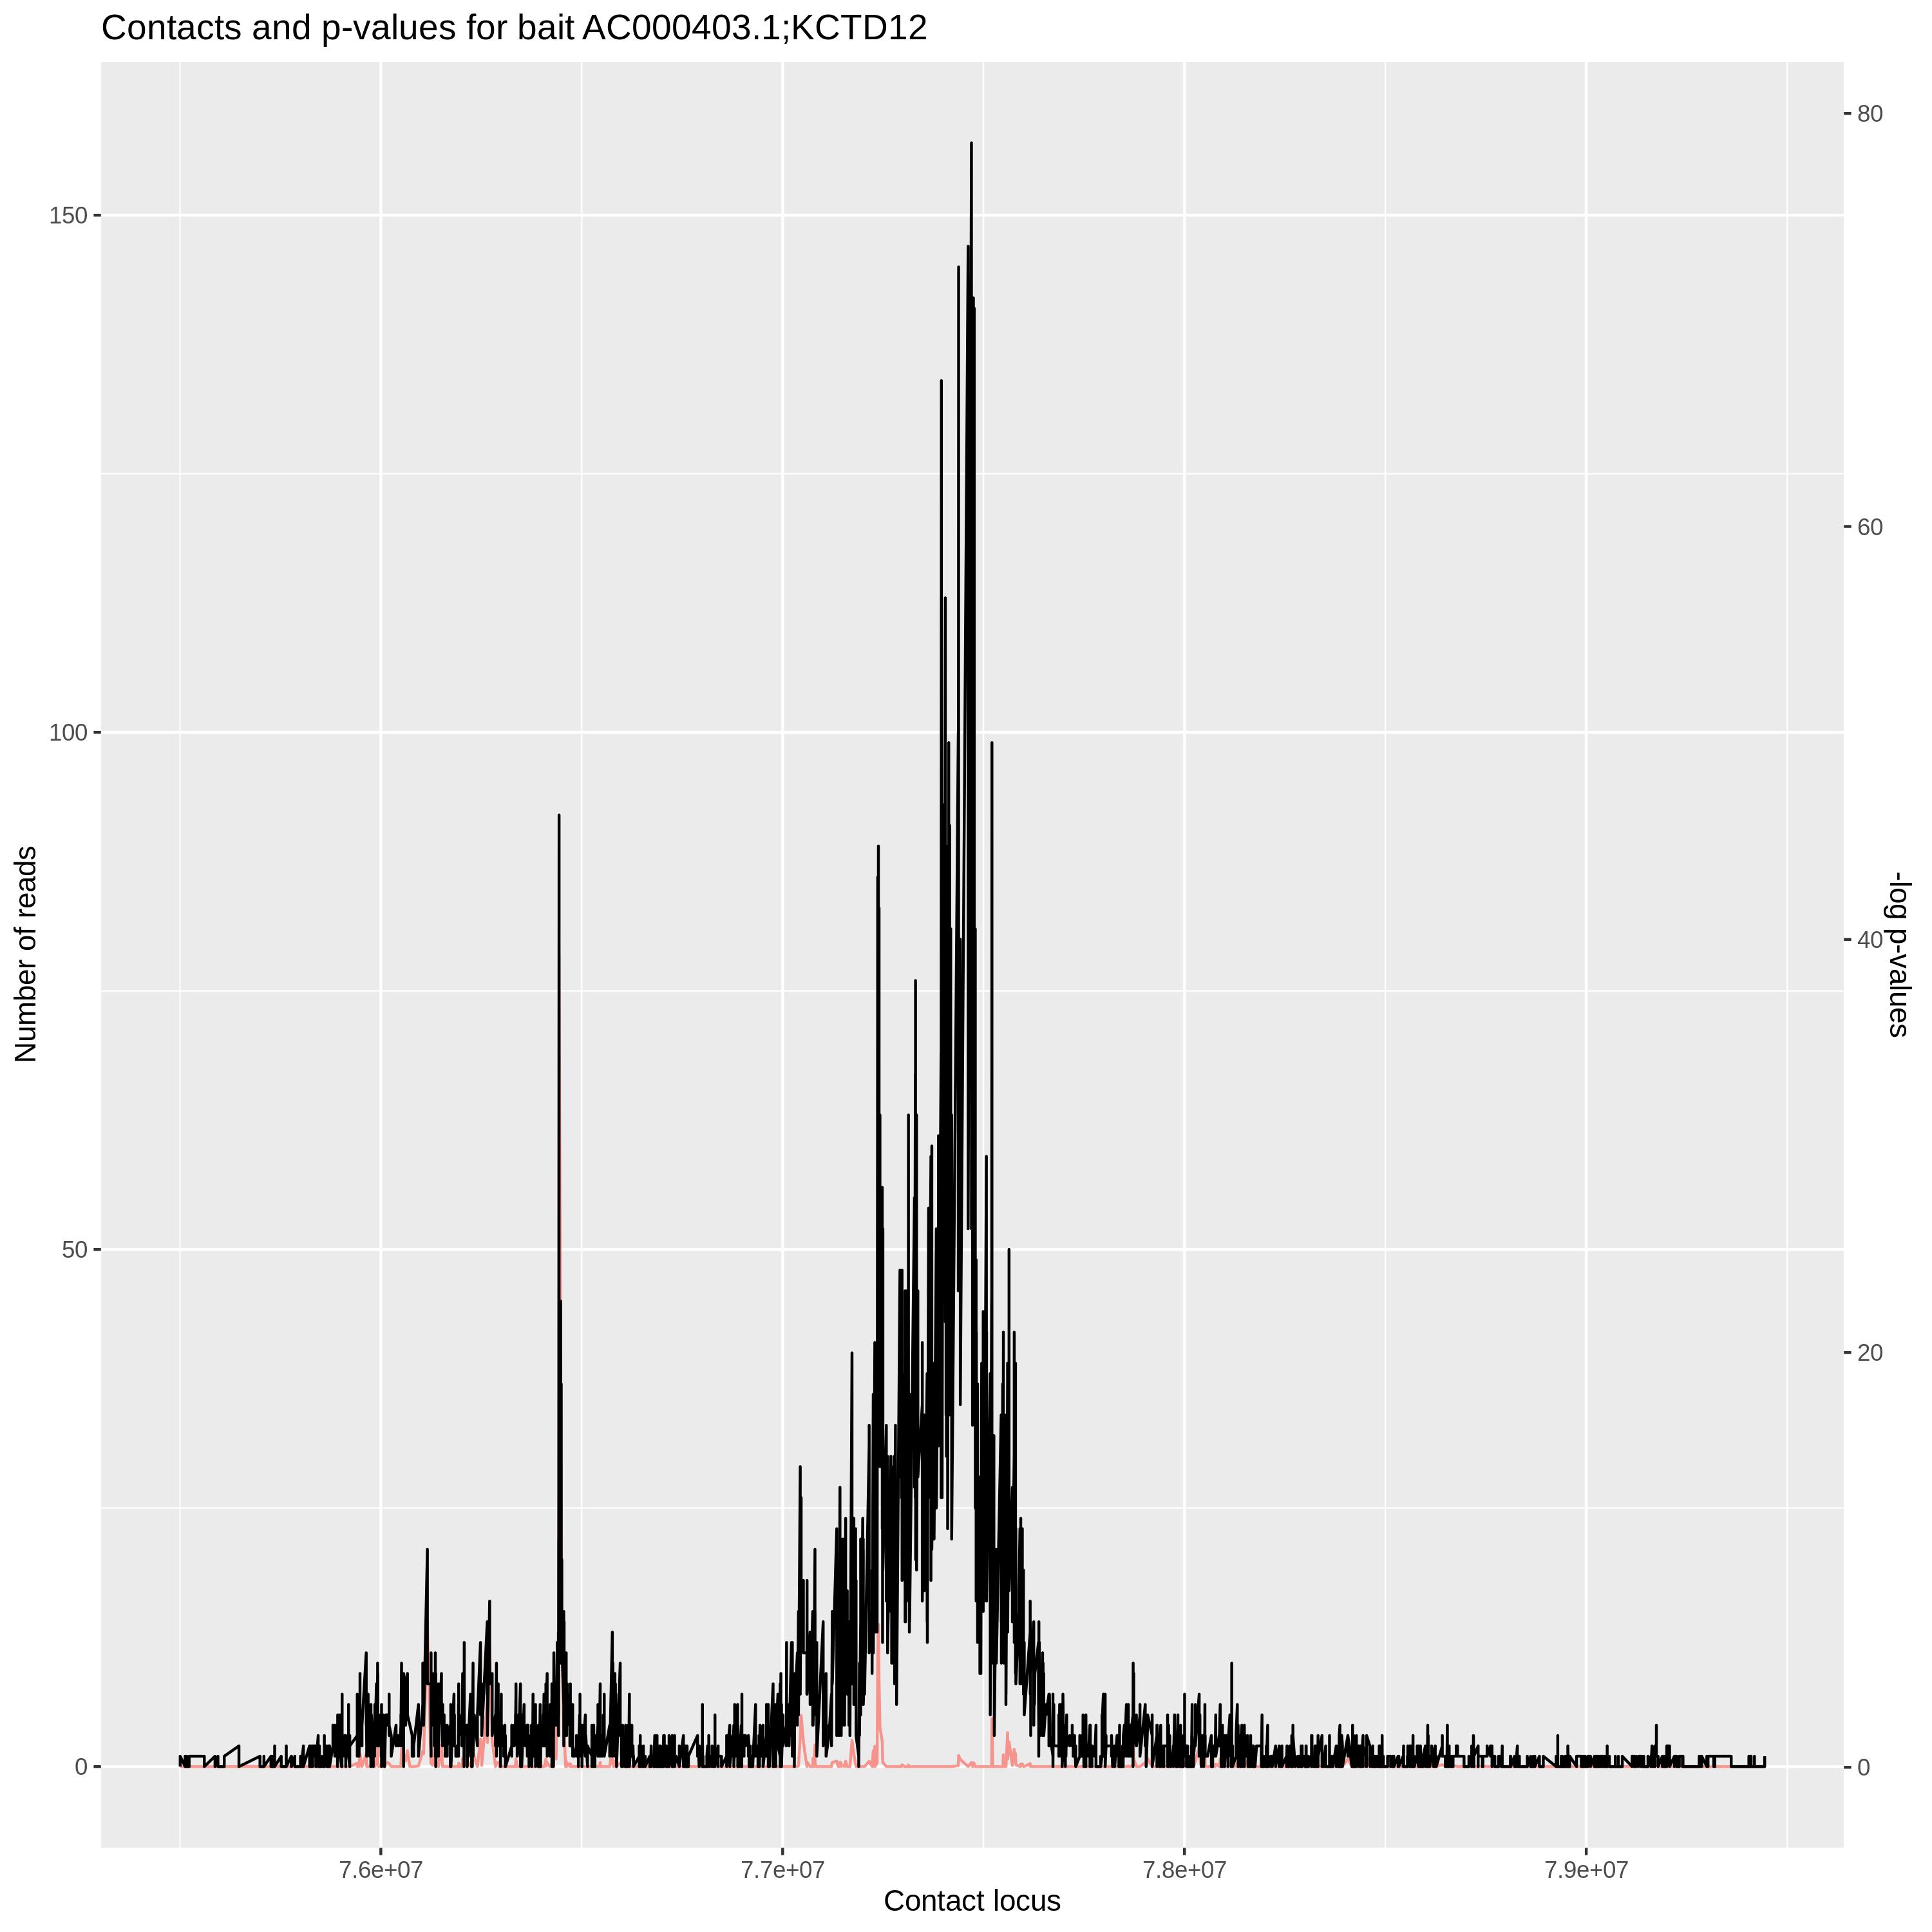 Contacts and p-values for bait AC000403.1;KCTD12
150
100
50
0
80
60
40
20
0
Number of reads
-log p-values
7.6e+07
7.7e+07
7.8e+07
7.9e+07
Contact locus